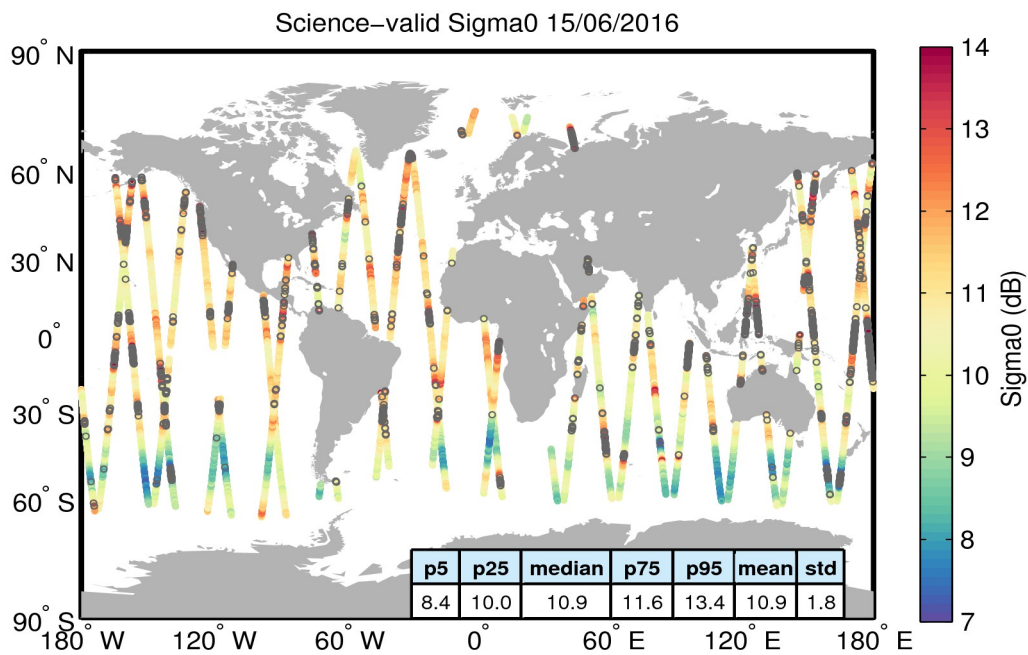 Science−valid Sigma0 15/06/2016
90° N
60° N
30° N
0°
30° S
60° S
90° S
180° W
120° W
60° W
0°
60° E
120° E
180° E
14
13
12
11
10
9
8
7
Sigma0 (dB)
p5 p25 median p75 p95 mean std
8.4 10.0 10.9 11.6 13.4 10.9 1.8